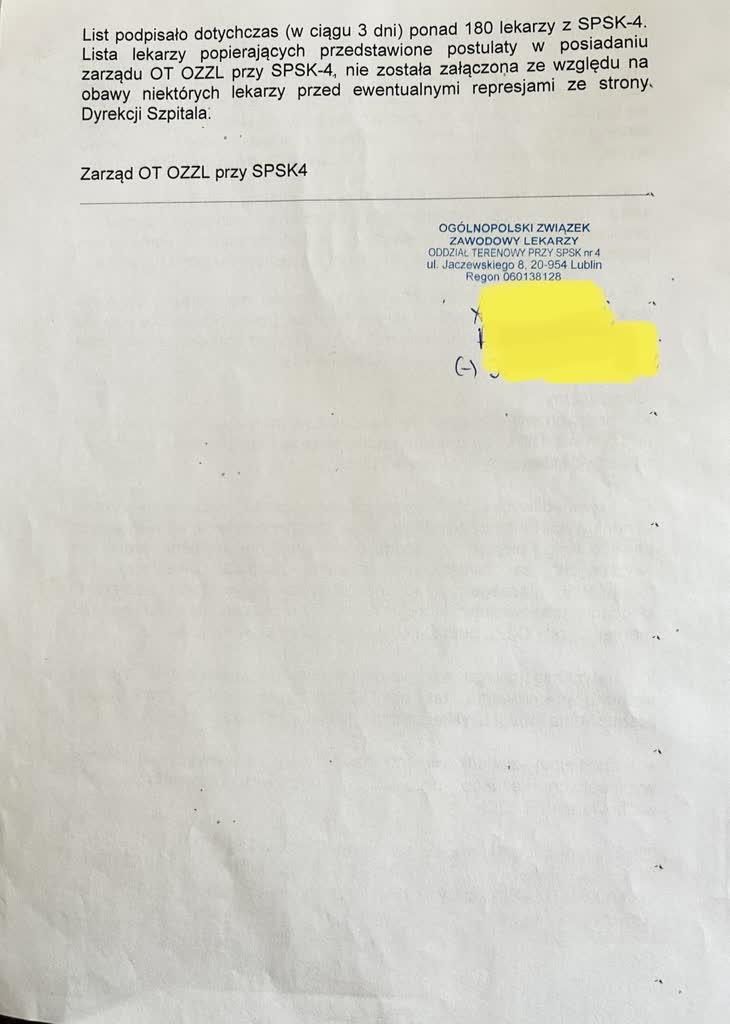 List podpisało dotychczas (w ciągu 3 dni) ponad 180 lekarzy z SPSK-4.
Lista lekarzy popierających przedstawione postulaty w posiadaniu
zarządu OT OZZL przy SPSK-4, nie została załączona ze względu na
obawy niektórych lekarzy przed ewentualnymi represjami ze strony
Dyrekcji Szpitala.
Zarząd OT OZZL przy SPSK4
OGÓLNOPOLSKI ZWIĄZEK
ZAWODOWY LEKARZY
ODDZIAŁ TERENOWY PRZY SPSK nr 4
ul. Jaczewskiego 8, 20-954 Lublin
Regon 060138128
(-)